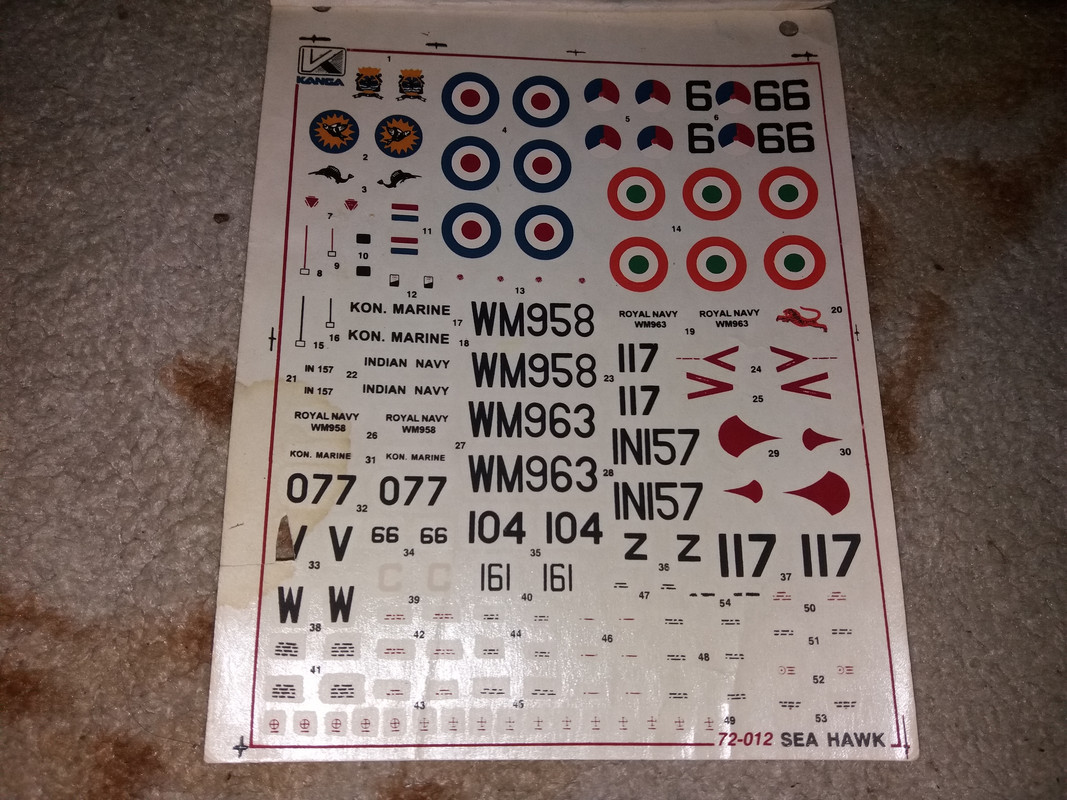 KANGA
1
2
3
4
5
6
6 66
6 66
7
8
9
10
11
12
13
14
15
16
KON. MARINE
17
KON. MARINE
18
WM958
WM958
ROYAL NAVY
WM963
19
ROYAL NAVY
WM963
20
21
IN 157
IN 157
22
INDIAN NAVY
INDIAN NAVY
23
117
117
24
25
ROYAL NAVY
WM958
26
ROYAL NAVY
WM958
27
WM963
WM963
28
IN157
IN157
29
30
KON. MARINE
31
KON. MARINE
077
32
077
V
33
V
66
34
66
104
35
104
Z
36
Z
117
37
117
W
38
W
C
39
C
161
40
161
41
42
43
44
45
46
47
48
49
50
51
52
53
54
72-012 SEA HAWK